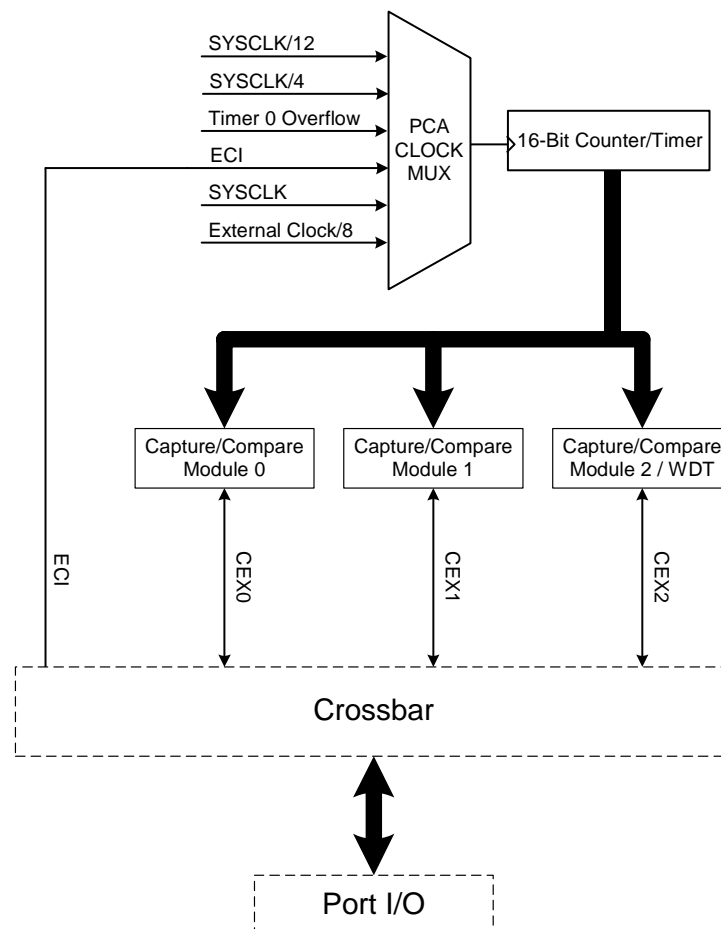 SYSCLK/12
SYSCLK/4
Timer 0 Overflow
ECI
SYSCLK
External Clock/8
PCA
CLOCK
MUX
16-Bit Counter/Timer
Capture/Compare
Module 0
Capture/Compare
Module 1
Capture/Compare
Module 2 / WDT
ECI
CEX0
CEX1
CEX2
Crossbar
Port I/O